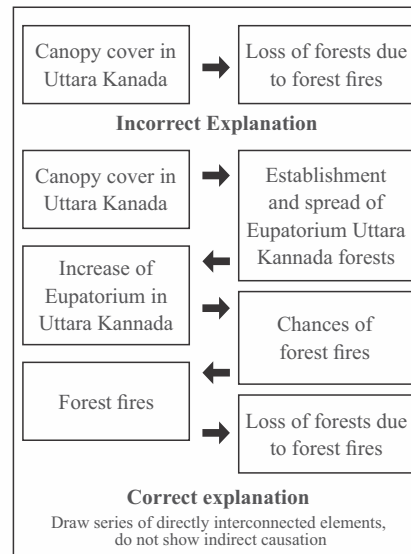 Canopy cover in
Uttara Kanada
Loss of forests due
to forest fires
Incorrect Explanation
Canopy cover in
Uttara Kanada
Establishment
and spread of
Eupatorium Uttara
Kannada forests
Increase of
Eupatorium in
Uttara Kannada
Chances of
forest fires
Forest fires
Loss of forests due
to forest fires
Correct explanation
Draw series of directly interconnected elements,
do not show indirect causation